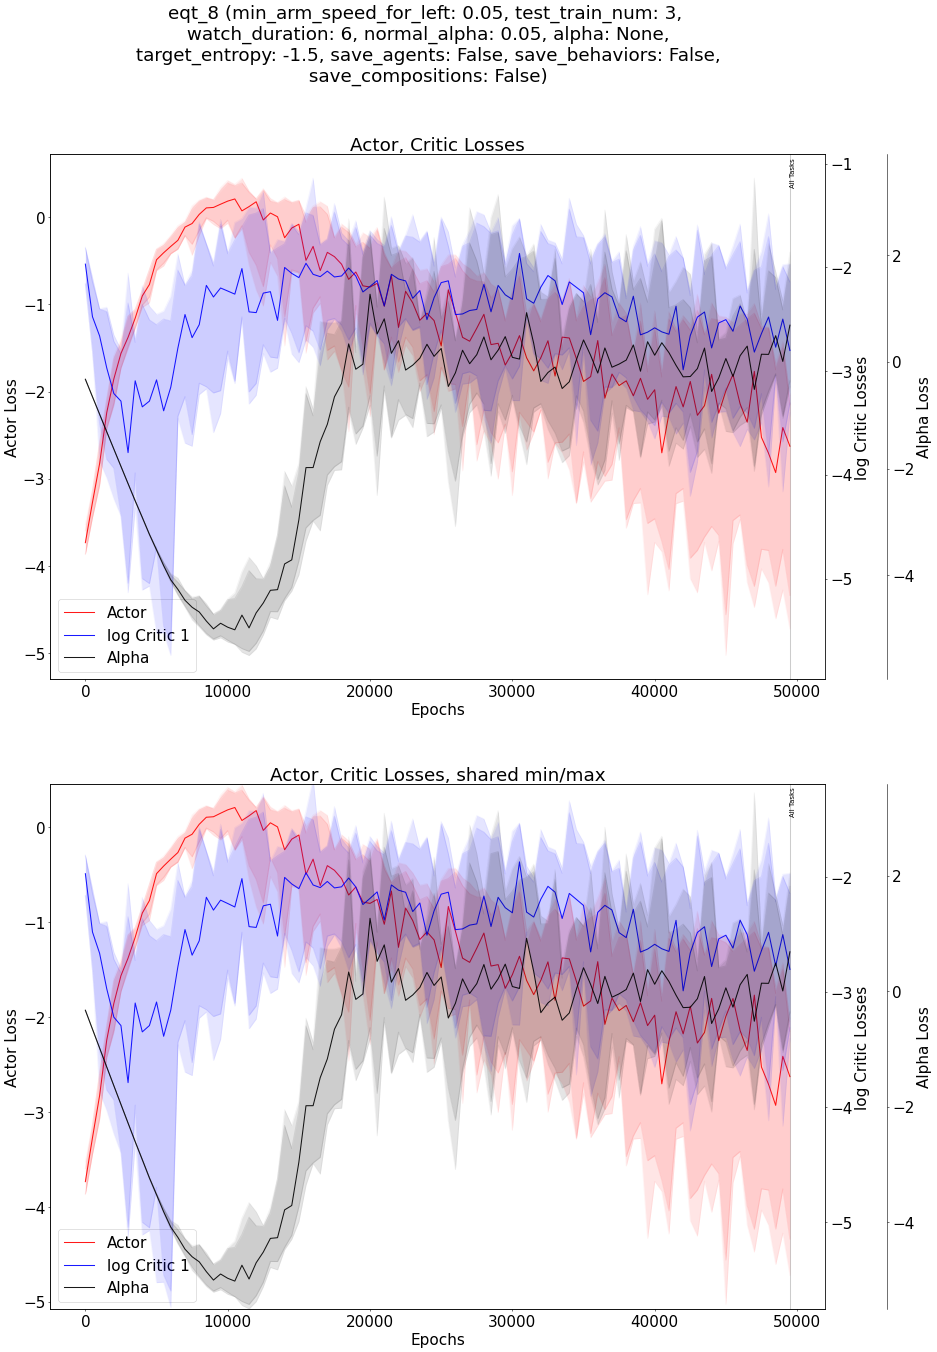 eqt_8 (min_arm_speed_for_left: 0.05, test_train_num: 3,
watch_duration: 6, normal_alpha: 0.05, alpha: None,
target_entropy: -1.5, save_agents: False, save_behaviors: False,
save_compositions: False)
Actor, Critic Losses
All Tasks
Actor Loss
0
−1
−2
−3
−4
−5
log Critic Losses
−1
−2
−3
−4
−5
Alpha Loss
2
0
−2
−4
Actor
log Critic 1
Alpha
0 10000 20000 30000 40000 50000
Epochs
Actor, Critic Losses, shared min/max
All Tasks
Actor Loss
0
−1
−2
−3
−4
−5
log Critic Losses
−2
−3
−4
−5
Alpha Loss
2
0
−2
−4
Actor
log Critic 1
Alpha
0 10000 20000 30000 40000 50000
Epochs